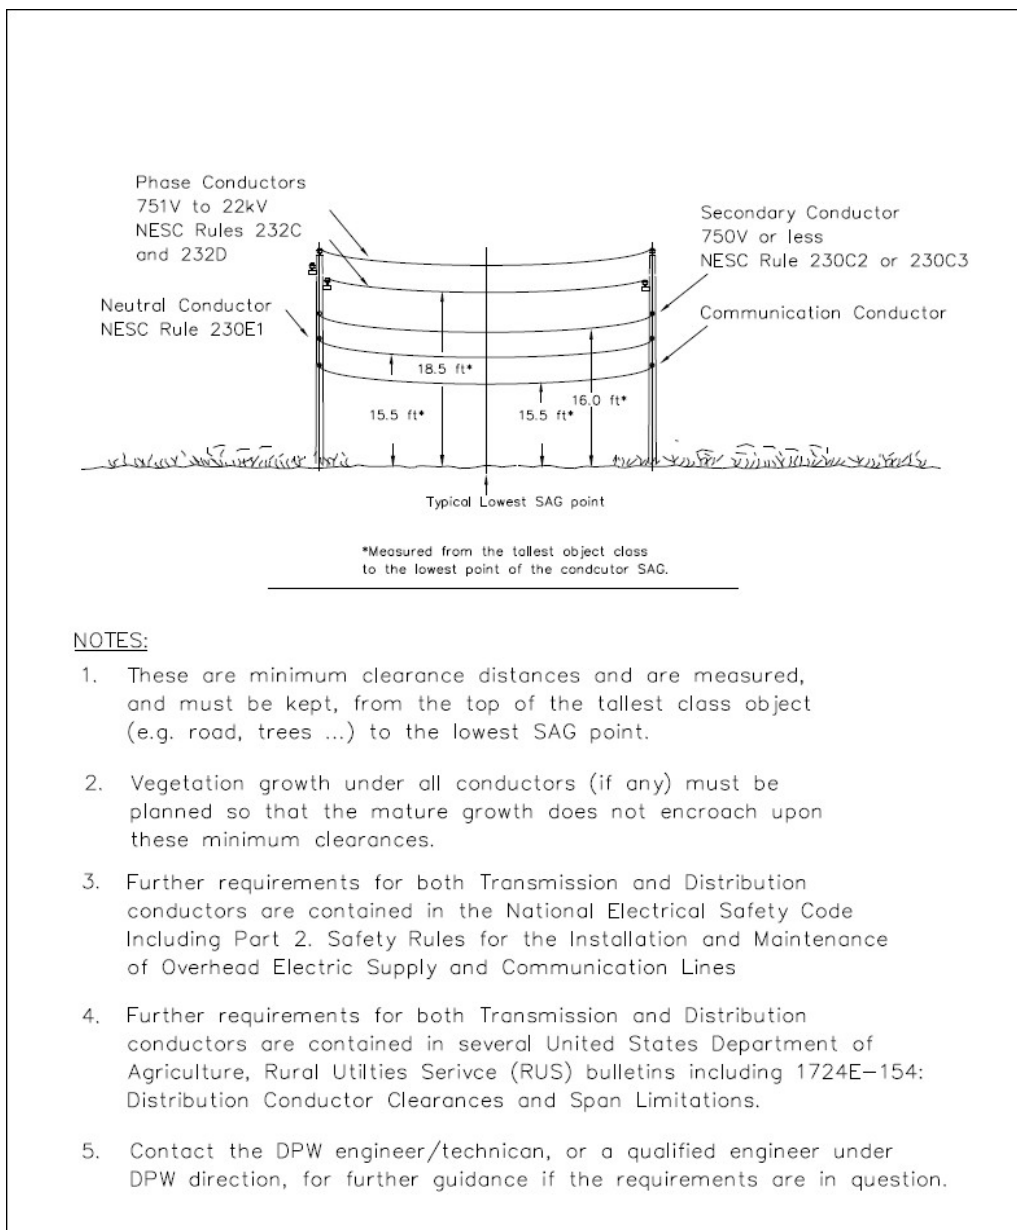 Phase Conductors
751V to 22kV
NESC Rules 232C
and 232D
Secondary Conductor
750V or less
NESC Rule 230C2 or 230C3
Neutral Conductor
NESC Rule 230E1
Communication Conductor
18.5 ft*
16.0 ft*
15.5 ft*
15.5 ft*
Typical Lowest SAG point
*Measured from the tallest object class
to the lowest point of the condcutor SAG.
NOTES:
1. These are minimum clearance distances and are measured,
and must be kept, from the top of the tallest class object
(e.g. road, trees ...) to the lowest SAG point.
2. Vegetation growth under all conductors (if any) must be
planned so that the mature growth does not encroach upon
these minimum clearances.
3. Further requirements for both Transmission and Distribution
conductors are contained in the National Electrical Safety Code
Including Part 2. Safety Rules for the Installation and Maintenance
of Overhead Electric Supply and Communication Lines
4. Further requirements for both Transmission and Distribution
conductors are contained in several United States Department of
Agriculture, Rural Utilties Serivce (RUS) bulletins including 1724E-154:
Distribution Conductor Clearances and Span Limitations.
5. Contact the DPW engineer/technican, or a qualified engineer under
DPW direction, for further guidance if the requirements are in question.